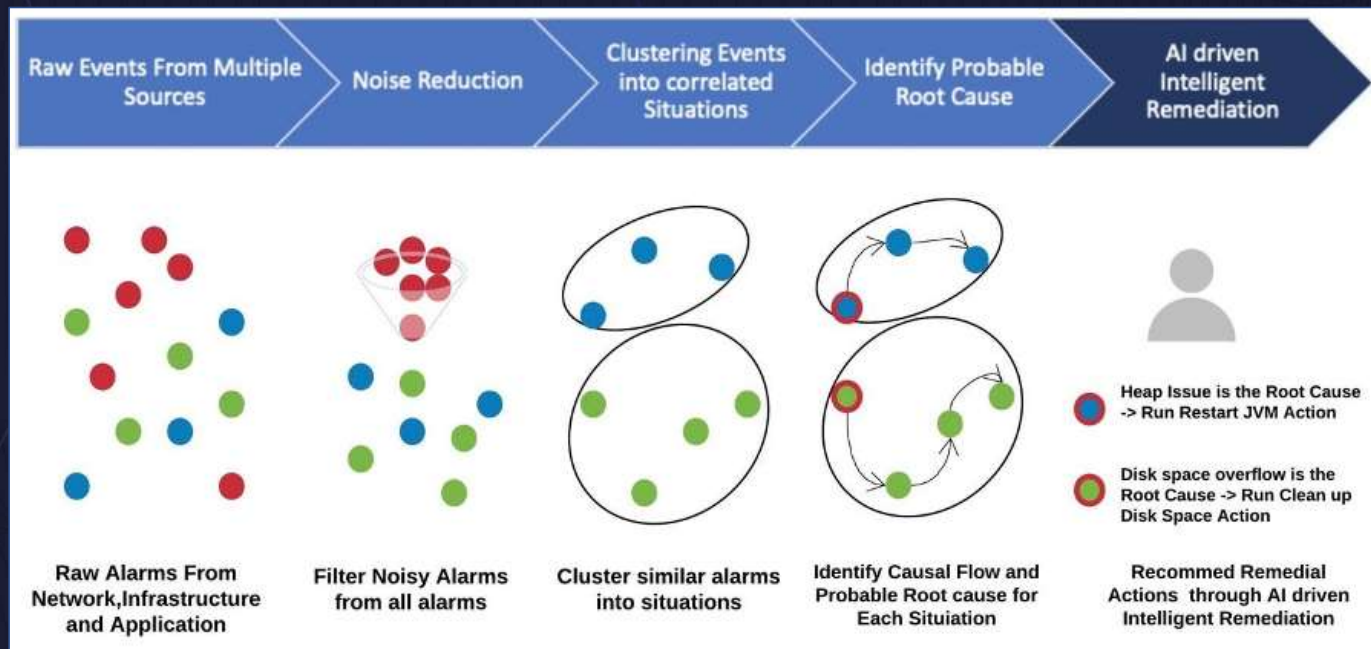 Raw Events From Multiple
Sources
Noise Reduction
Clustering Events
into correlated
Situations
Identify Probable
Root Cause
AI driven
Intelligent
Remediation
Heap Issue is the Root Cause
-> Run Restart JVM Action
Disk space overflow is the
Root Cause -> Run Clean up
Disk Space Action
Raw Alarms From
Network,Infrastructure
and Application
Filter Noisy Alarms
from all alarms
Cluster similar alarms
into situations
Identify Causal Flow and
Probable Root cause for
Each Situiation
Recommed Remedial
Actions through AI driven
Intelligent Remediation